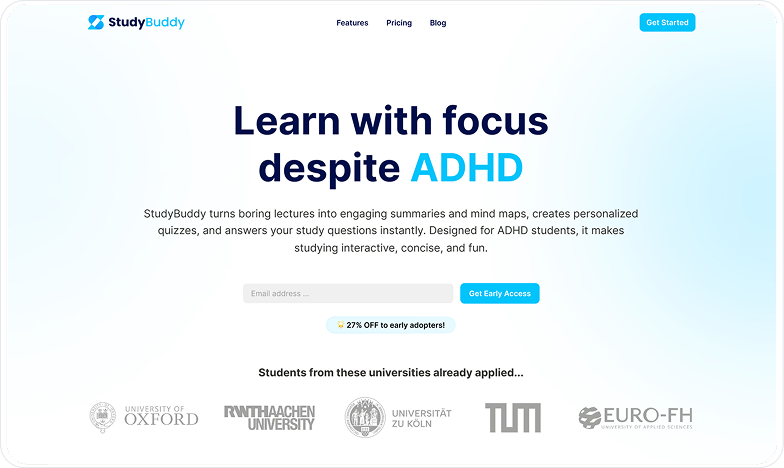 StudyBuddy
Features
Pricing
Blog
Get Started
Learn with focus
despite ADHD
StudyBuddy turns boring lectures into engaging summaries and mind maps, creates personalized
quizzes, and answers your study questions instantly. Designed for ADHD students, it makes
studying interactive, concise, and fun.
Email address ...
Get Early Access
27% OFF to early adopters!
Students from these universities already applied...
UNIVERSITY OF
OXFORD
RWTHAACHEN
UNIVERSITY
UNIVERSITÄT
ZU KÖLN
TUM
EURO-FH
UNIVERSITY OF APPLIED SCIENCES